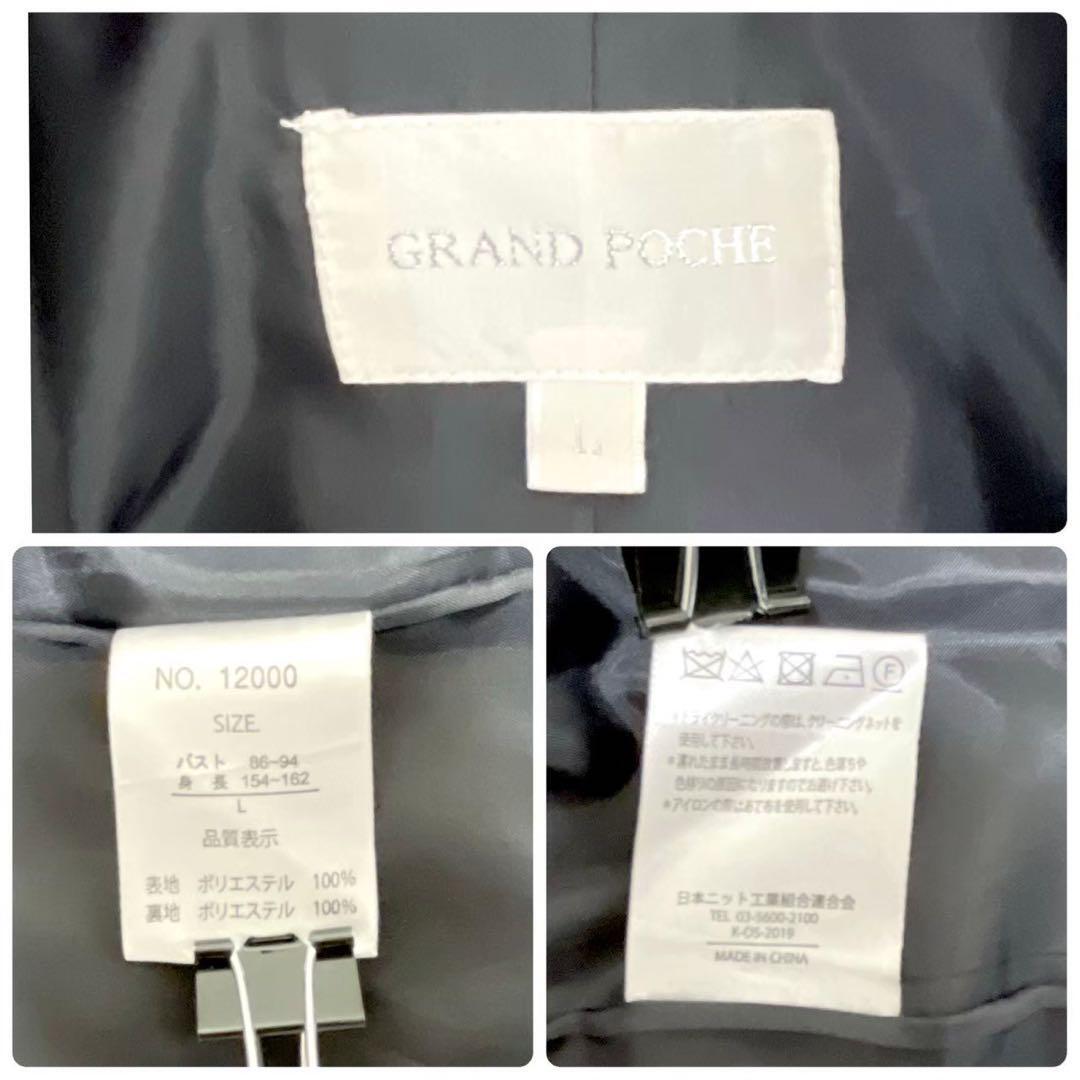 GRAND POCHE
L
NO. 12000
SIZE
バスト 86-94
身 長 154-162
L
品質表示
表地 ポリエステル 100%
裏地 ポリエステル 100%
F
*ドライクリーニングの際は、クリーニングネットを
使用して下さい。
*濡れたまま長時間放置しますと、色落ちや
色移りの原因になりますのでお避け下さい。
*アイロンの際はあて布を使用して下さい。
日本ニット工業組合連合会
TEL 03-5600-2100
K-OS-2019
MADE IN CHINA